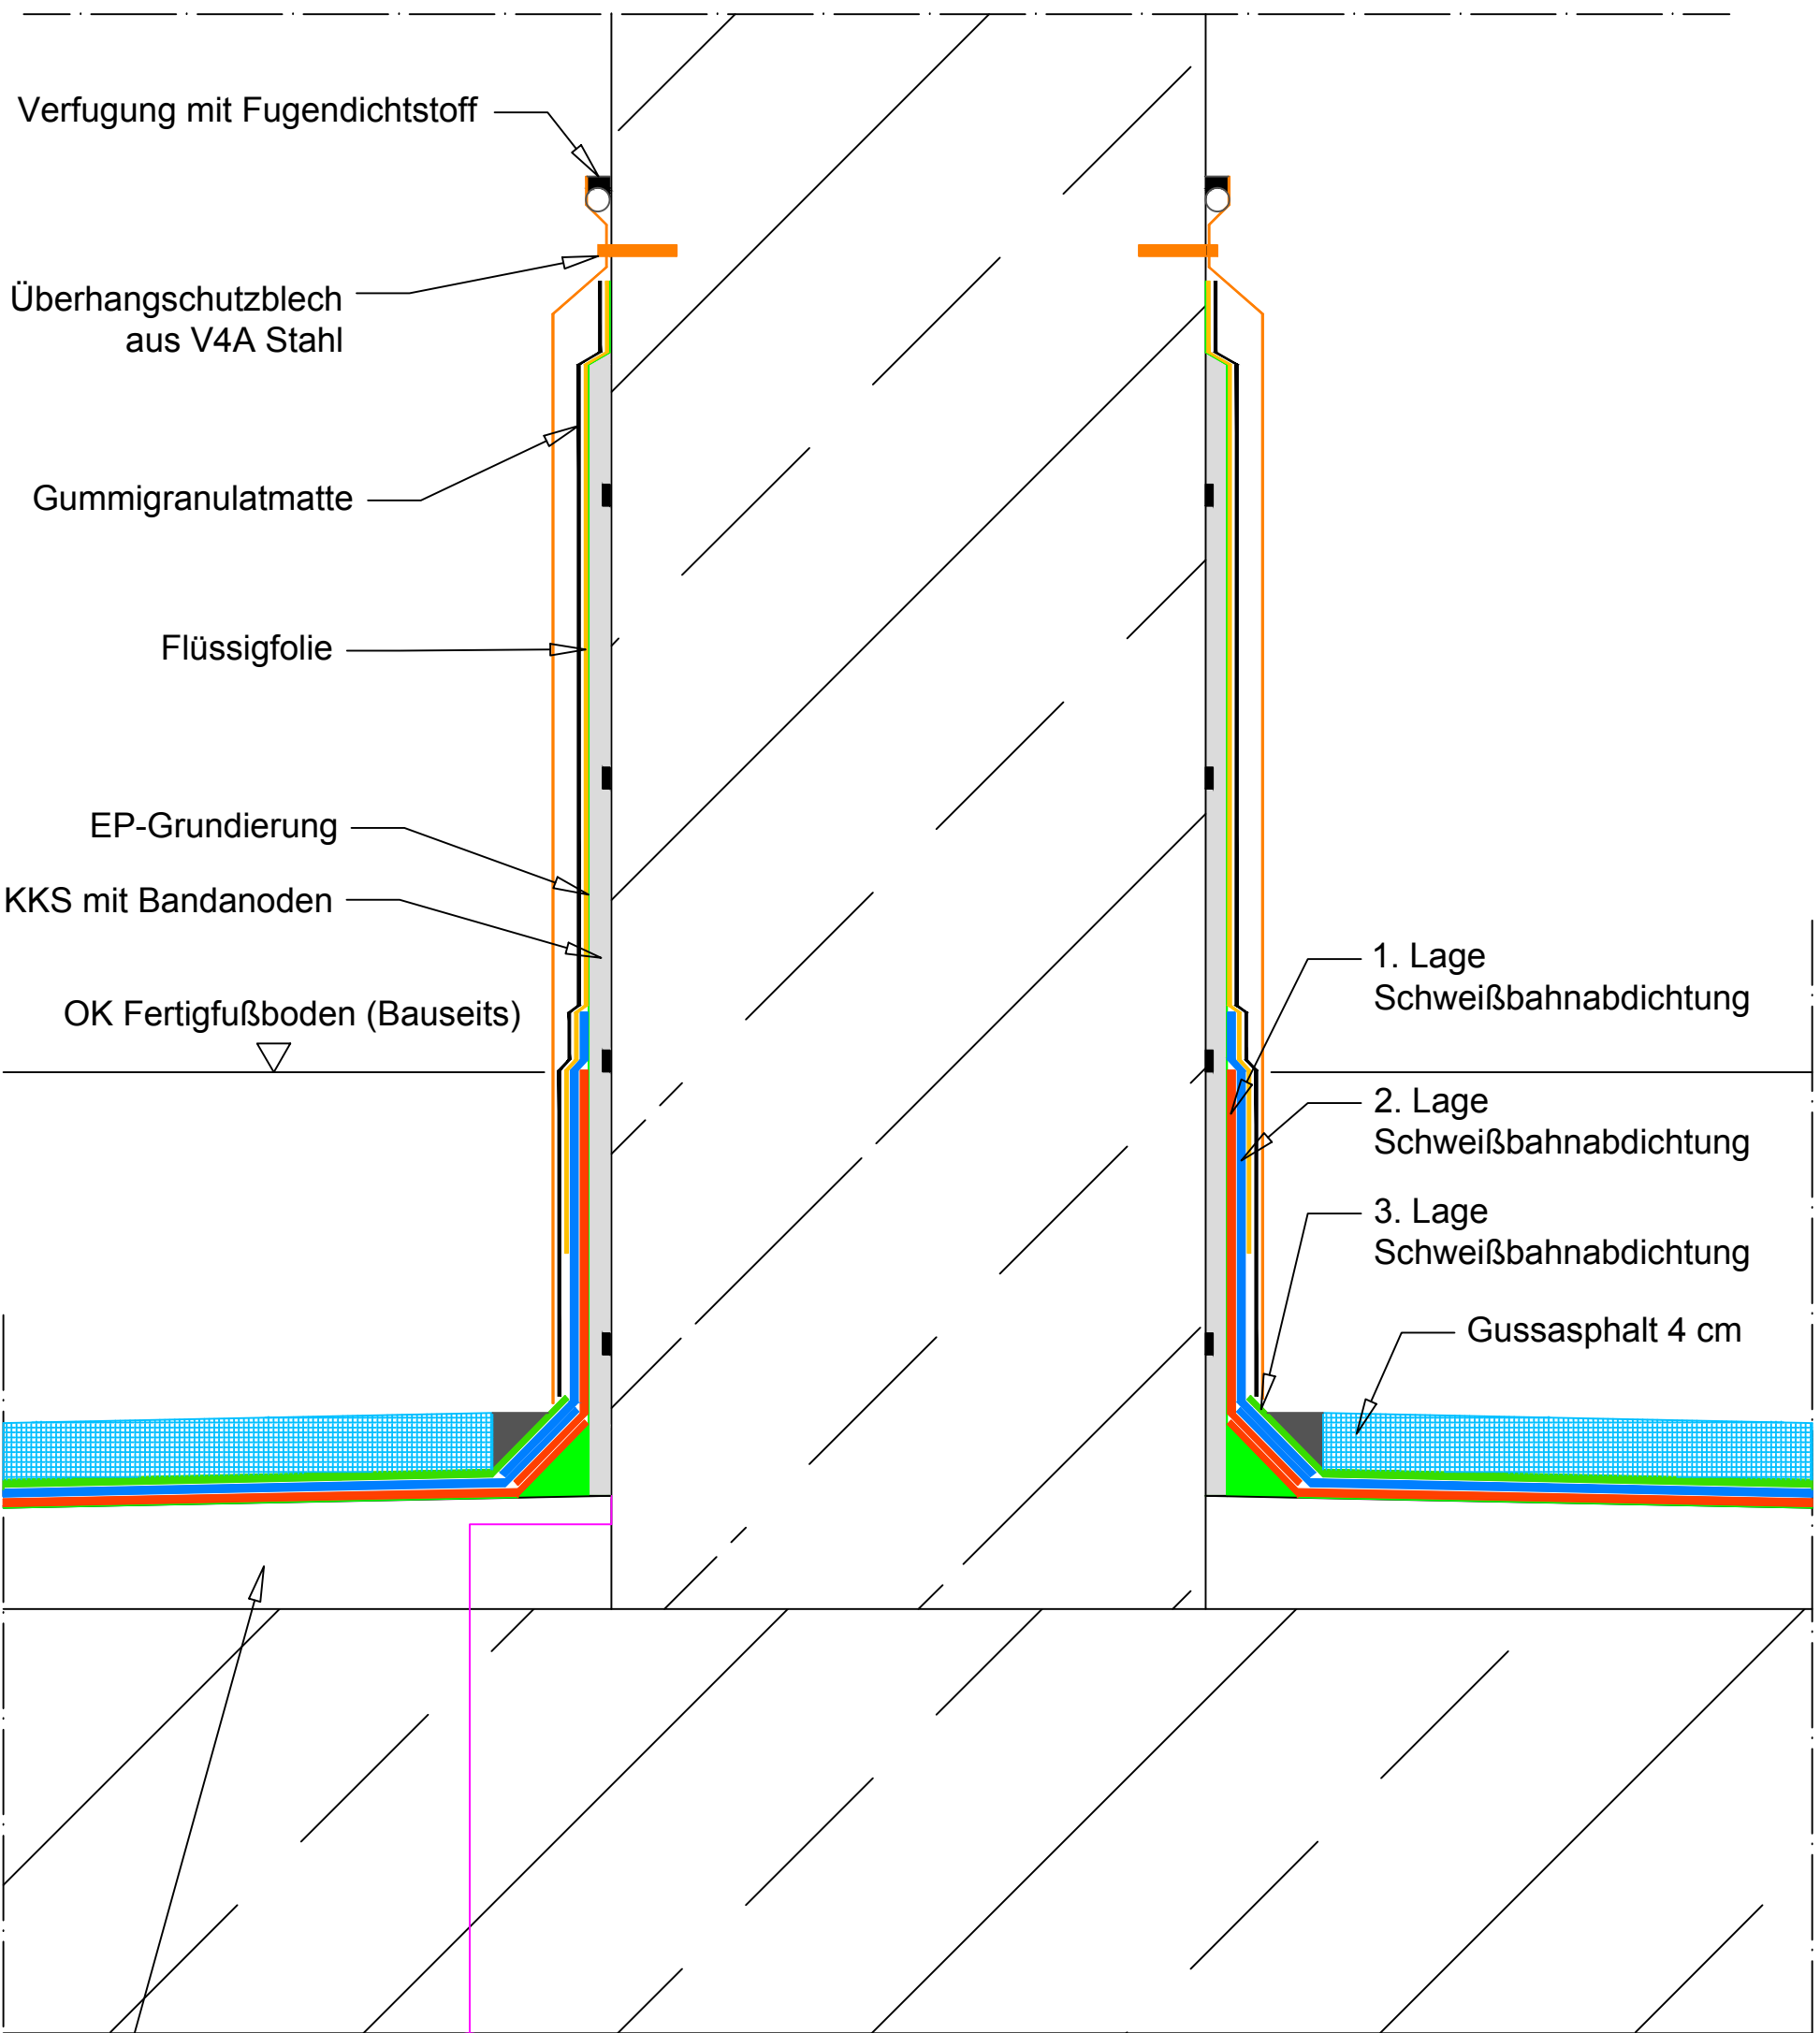 Verfugung mit Fugendichtstoff
Überhangschutzblech
aus V4A Stahl
Gummigranulatmatte
Flüssigfolie
EP-Grundierung
KKS mit Bandanoden
OK Fertigfußboden (Bauseits)
1. Lage
Schweißbahnabdichtung
2. Lage
Schweißbahnabdichtung
3. Lage
Schweißbahnabdichtung
Gussasphalt 4 cm